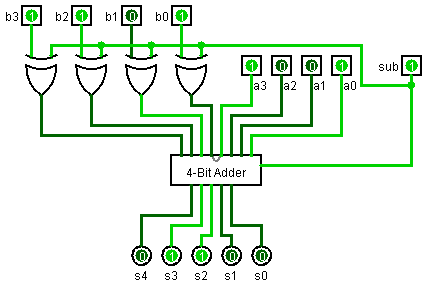 b3 1 b2 1 b1 0 b0 1
1 0 0 1 sub 1
a3 a2 a1 a0
4-Bit Adder
0 1 1 0 0
s4 s3 s2 s1 s0